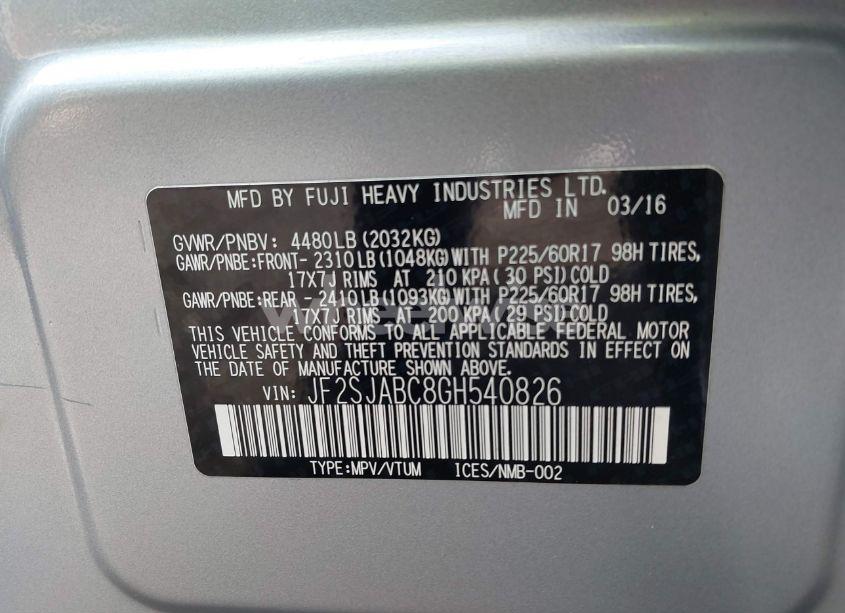 MFD BY FUJI HEAVY INDUSTRIES LTD.
MFD IN 03/16
GVWR/PNBV: 4480LB(2032KG)
GAWR/PNBE:FRONT- 2310LB(1048KG)WITH P225/60R17 98H TIRES,
17X7J RIMS AT 210 KPA(30 PSI)COLD
GAWR/PNBE:REAR - 2410LB(1093KG)WITH P225/60R17 98H TIRES,
17X7J RIMS AT 200 KPA(29 PSI)COLD
THIS VEHICLE CONFORMS TO ALL APPLICABLE FEDERAL MOTOR
VEHICLE SAFETY AND THEFT PREVENTION STANDARDS IN EFFECT ON
THE DATE OF MANUFACTURE SHOWN ABOVE.
VIN: JF2SJABC8GH540826
TYPE:MPV/VTUM ICES/NMB-002